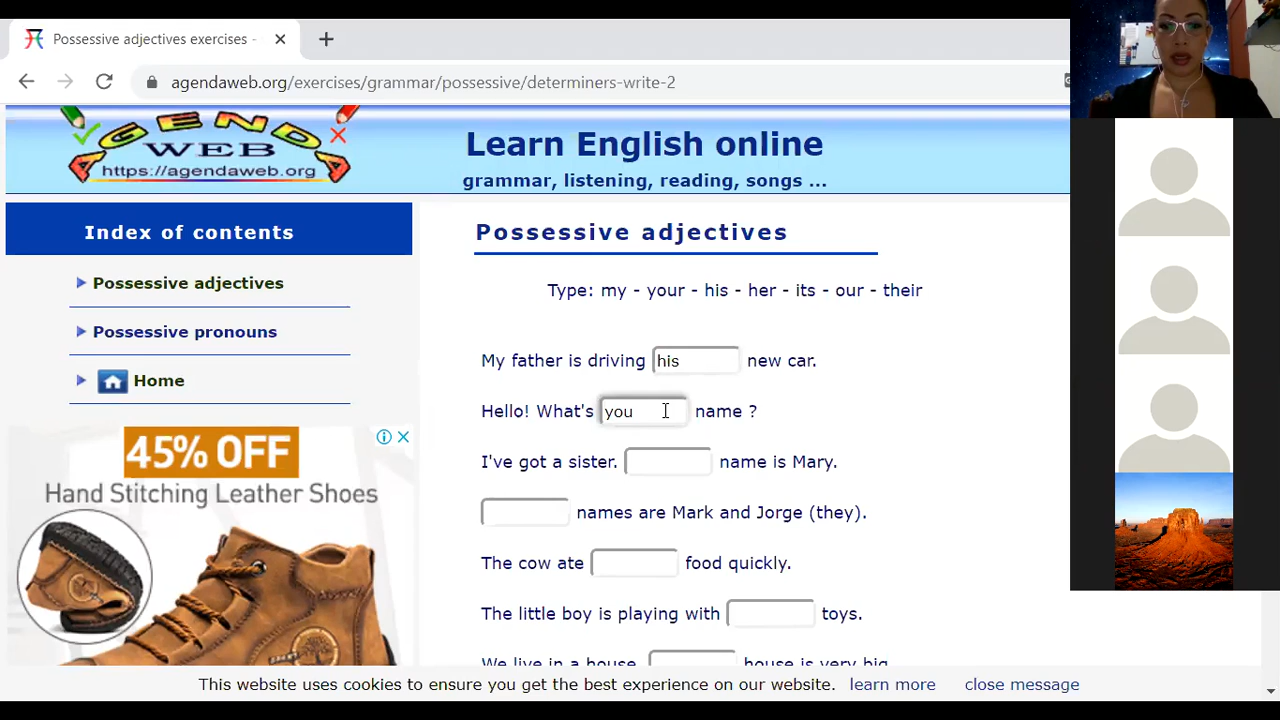 Possessive adjectives exercises -
agendaweb.org/exercises/grammar/possessive/determiners-write-2
AGENDA
WEB
https://agendaweb.org
Learn English online
grammar, listening, reading, songs ...
Index of contents
Possessive adjectives
Possessive pronouns
Home
45% OFF
Hand Stitching Leather Shoes
Possessive adjectives
Type: my - your - his - her - its - our - their
My father is driving his new car.
Hello! What's you name ?
I've got a sister. name is Mary.
names are Mark and Jorge (they).
The cow ate food quickly.
The little boy is playing with toys.
We live in a house. house is very big
This website uses cookies to ensure you get the best experience on our website. learn more close message